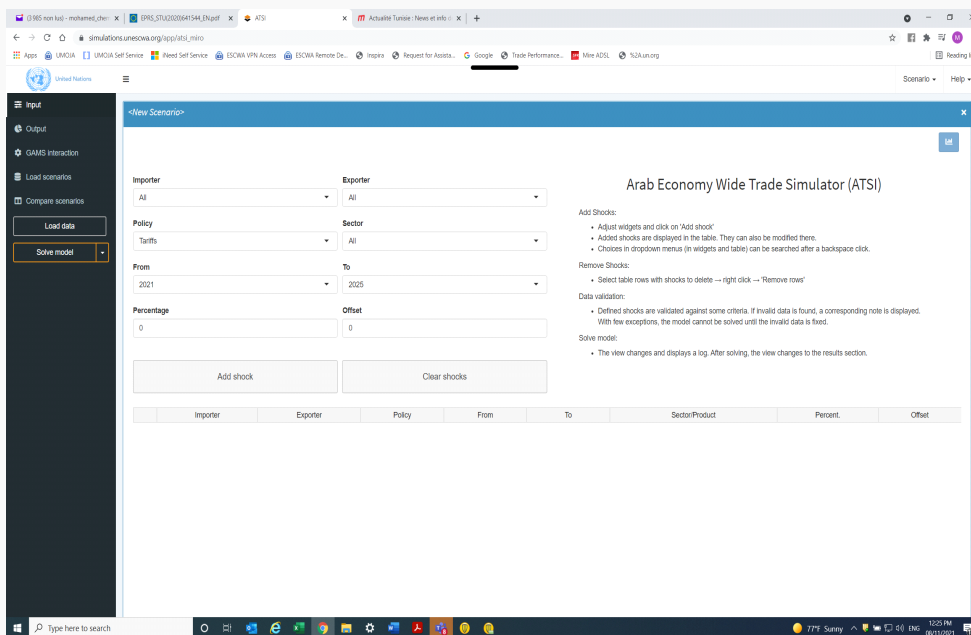 (3 985 non lus) - mohamed_cher
EPRS_STU(2020)641544_EN.pdf
ATSI
Actualité Tunisie : News et info
simulations.unescwa.org/app/atsi_miro
Apps
UMOJA
UMOJA Self Service
iNeed Self Service
ESCWA VPN Access
ESCWA Remote De...
Inspira
Request for Assista...
Google
Trade Performance...
Mire ADSL
%2A.un.org
Reading
United Nations
Scenario
Help
Input
Output
GAMS interaction
Load scenarios
Compare scenarios
Load data
Solve model
<New Scenario>
Importer
Exporter
All
All
Policy
Sector
Tariffs
All
From
To
2021
2025
Percentage
Offset
0
0
Add shock
Clear shocks
Arab Economy Wide Trade Simulator (ATSI)
Add Shocks:
• Adjust widgets and click on 'Add shock'
• Added shocks are displayed in the table. They can also be modified there.
• Choices in dropdown menus (in widgets and table) can be searched after a backspace click.
Remove Shocks:
• Select table rows with shocks to delete → right click → 'Remove rows'
Data validation:
• Defined shocks are validated against some criteria. If invalid data is found, a corresponding note is displayed.
With few exceptions, the model cannot be solved until the invalid data is fixed.
Solve model:
• The view changes and displays a log. After solving, the view changes to the results section.
Importer
Exporter
Policy
From
To
Sector/Product
Percent.
Offset
Type here to search
77°F Sunny
ENG
12:25 PM
08/11/2021